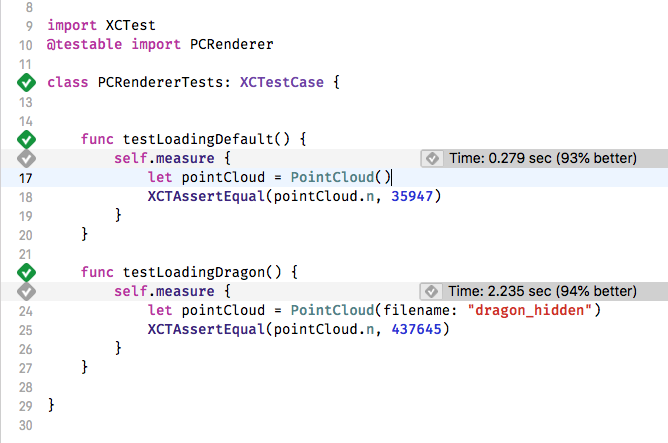 8
9 import XCTest
10 @testable import PCRenderer
11
class PCRendererTests: XCTestCase {
13
14
func testLoadingDefault() {
self.measure { Time: 0.279 sec (93% better)
17 let pointCloud = PointCloud()
18 XCTAssertEqual(pointCloud.n, 35947)
19 }
20 }
21
func testLoadingDragon() {
self.measure { Time: 2.235 sec (94% better)
24 let pointCloud = PointCloud(filename: "dragon_hidden")
25 XCTAssertEqual(pointCloud.n, 437645)
26 }
27 }
28
29 }
30